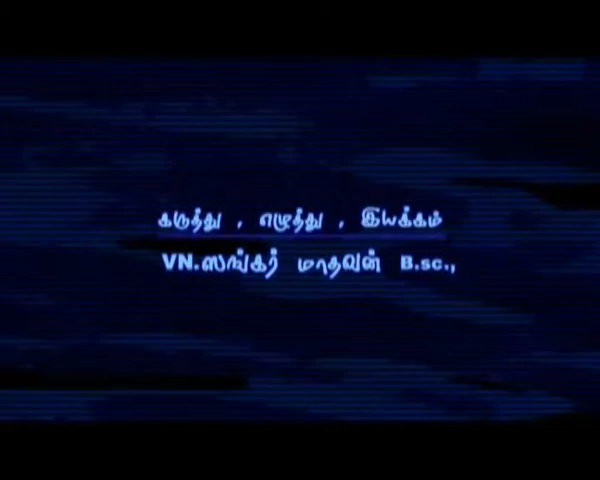 கருத்து , எழுத்து , இயக்கம்
VN.ஸங்கர் மாதவன் B.sc.,